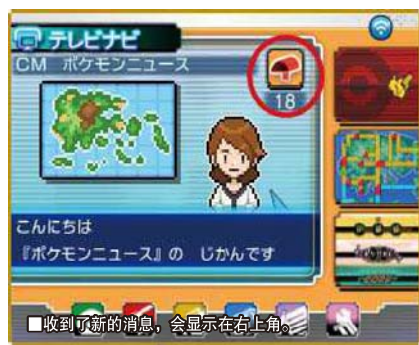 テレビナビ
CM ポケモンニュース
18
こんにちは
『ポケモンニュース』の じかんです
■收到了新的消息，会显示在右上角。